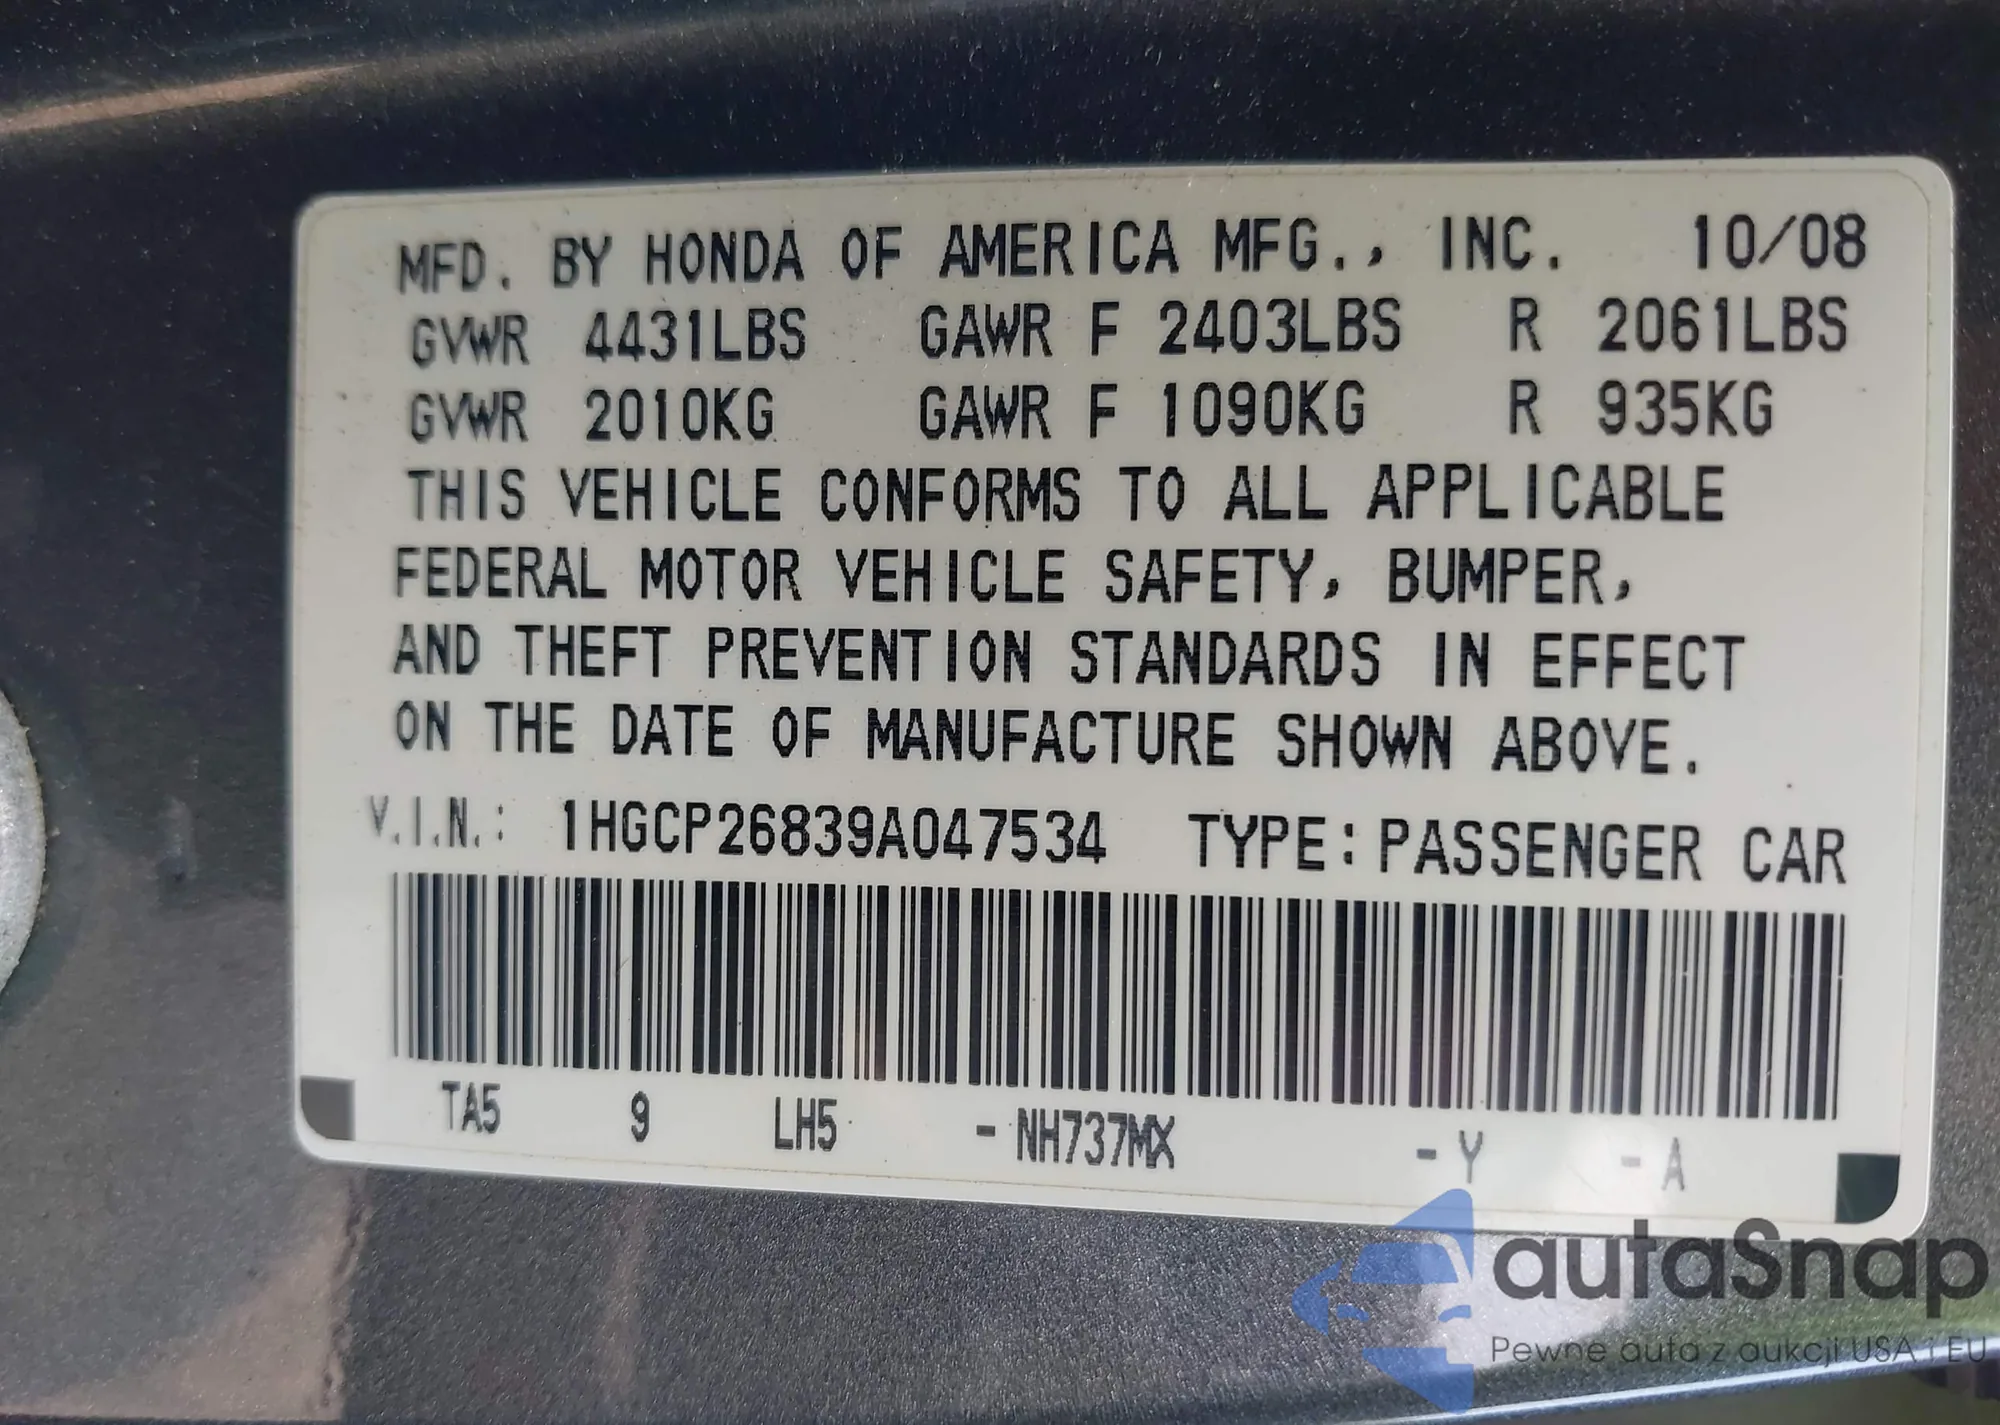 MFD. BY HONDA OF AMERICA MFG., INC. 10/08
GVWR 4431LBS GAWR F 2403LBS R 2061LBS
GVWR 2010KG GAWR F 1090KG R 935KG
THIS VEHICLE CONFORMS TO ALL APPLICABLE
FEDERAL MOTOR VEHICLE SAFETY, BUMPER,
AND THEFT PREVENTION STANDARDS IN EFFECT
ON THE DATE OF MANUFACTURE SHOWN ABOVE.
V.I.N.: 1HGCP26839A047534 TYPE: PASSENGER CAR
TA5 9 LH5 - NH737MX - Y - A
autaSnap
Pewne auta z aukcji USA i EU